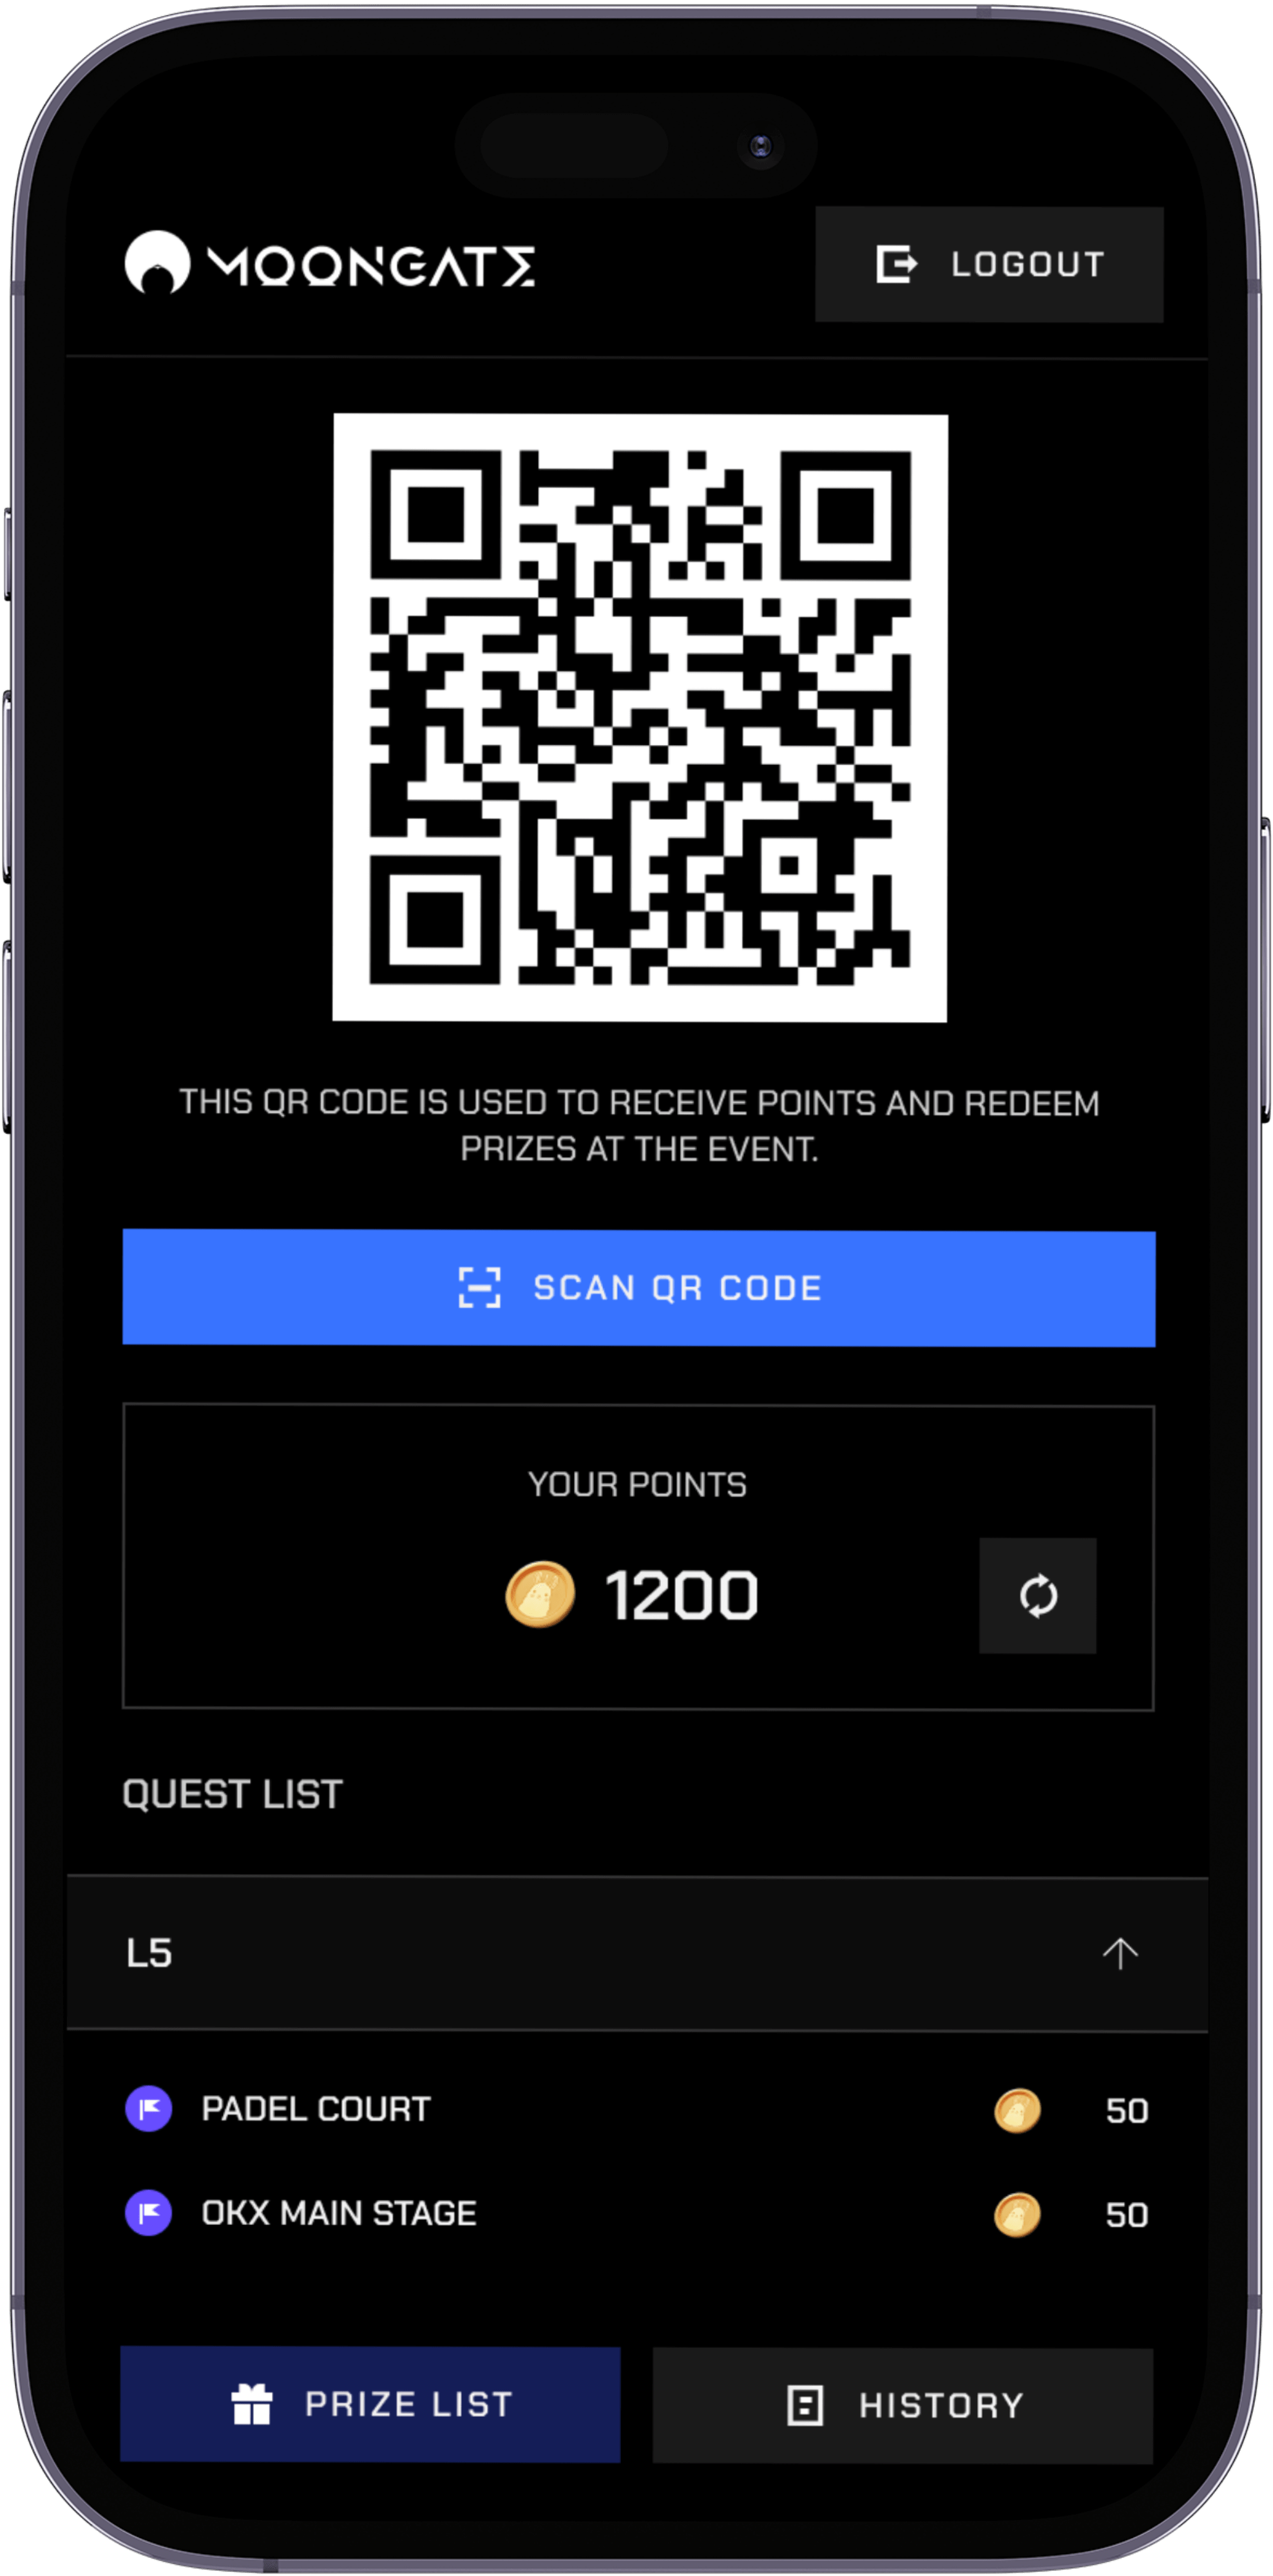 MOONGATE
LOGOUT
THIS QR CODE IS USED TO RECEIVE POINTS AND REDEEM
PRIZES AT THE EVENT.
SCAN QR CODE
YOUR POINTS
1200
QUEST LIST
L5
PADEL COURT 50
OKX MAIN STAGE 50
PRIZE LIST
HISTORY